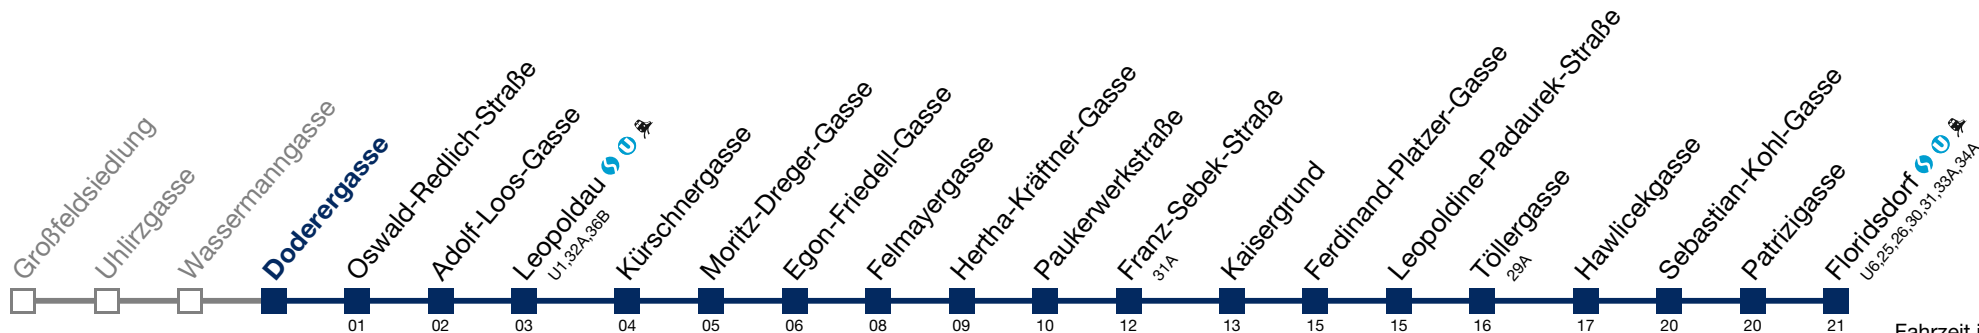 Großfeldsiedlung
Uhlirzgasse
Wassermanngasse
Doderergasse
Oswald-Redlich-Straße
Adolf-Loos-Gasse
Leopoldau
U1,32A,36B
Kürschnergasse
Moritz-Dreger-Gasse
Egon-Friedell-Gasse
Felmayergasse
Hertha-Kräftner-Gasse
Paukerwerkstraße
Franz-Sebek-Straße
31A
Kaisergrund
Ferdinand-Platzer-Gasse
Leopoldine-Padaurek-Straße
Töllergasse
29A
Hawlicekgasse
Sebastian-Kohl-Gasse
Patrizigasse
Floridsdorf
U6,25,26,30,31,33A,34A
01 02 03 04 05 06 08 09 10 12 13 15 15 16 17 20 20 21
Fahrzeit i